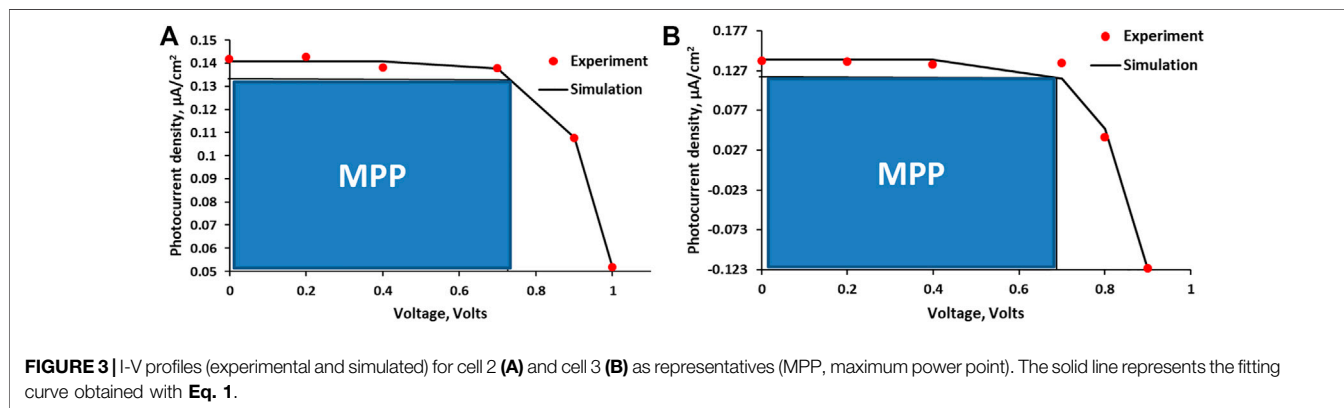 A
Photocurrent density, µA/cm²
0.15
0.14
0.13
0.12
0.11
0.1
0.09
0.08
0.07
0.06
0.05
0
0.2
0.4
0.6
0.8
1
Voltage, Volts
MPP
Experiment
Simulation
B
Photocurrent density, µA/cm²
0.177
0.127
0.077
0.027
-0.023
-0.073
-0.123
0
0.2
0.4
0.6
0.8
1
Voltage, Volts
MPP
Experiment
Simulation
FIGURE 3 | I-V profiles (experimental and simulated) for cell 2 (A) and cell 3 (B) as representatives (MPP, maximum power point). The solid line represents the fitting
curve obtained with Eq. 1.